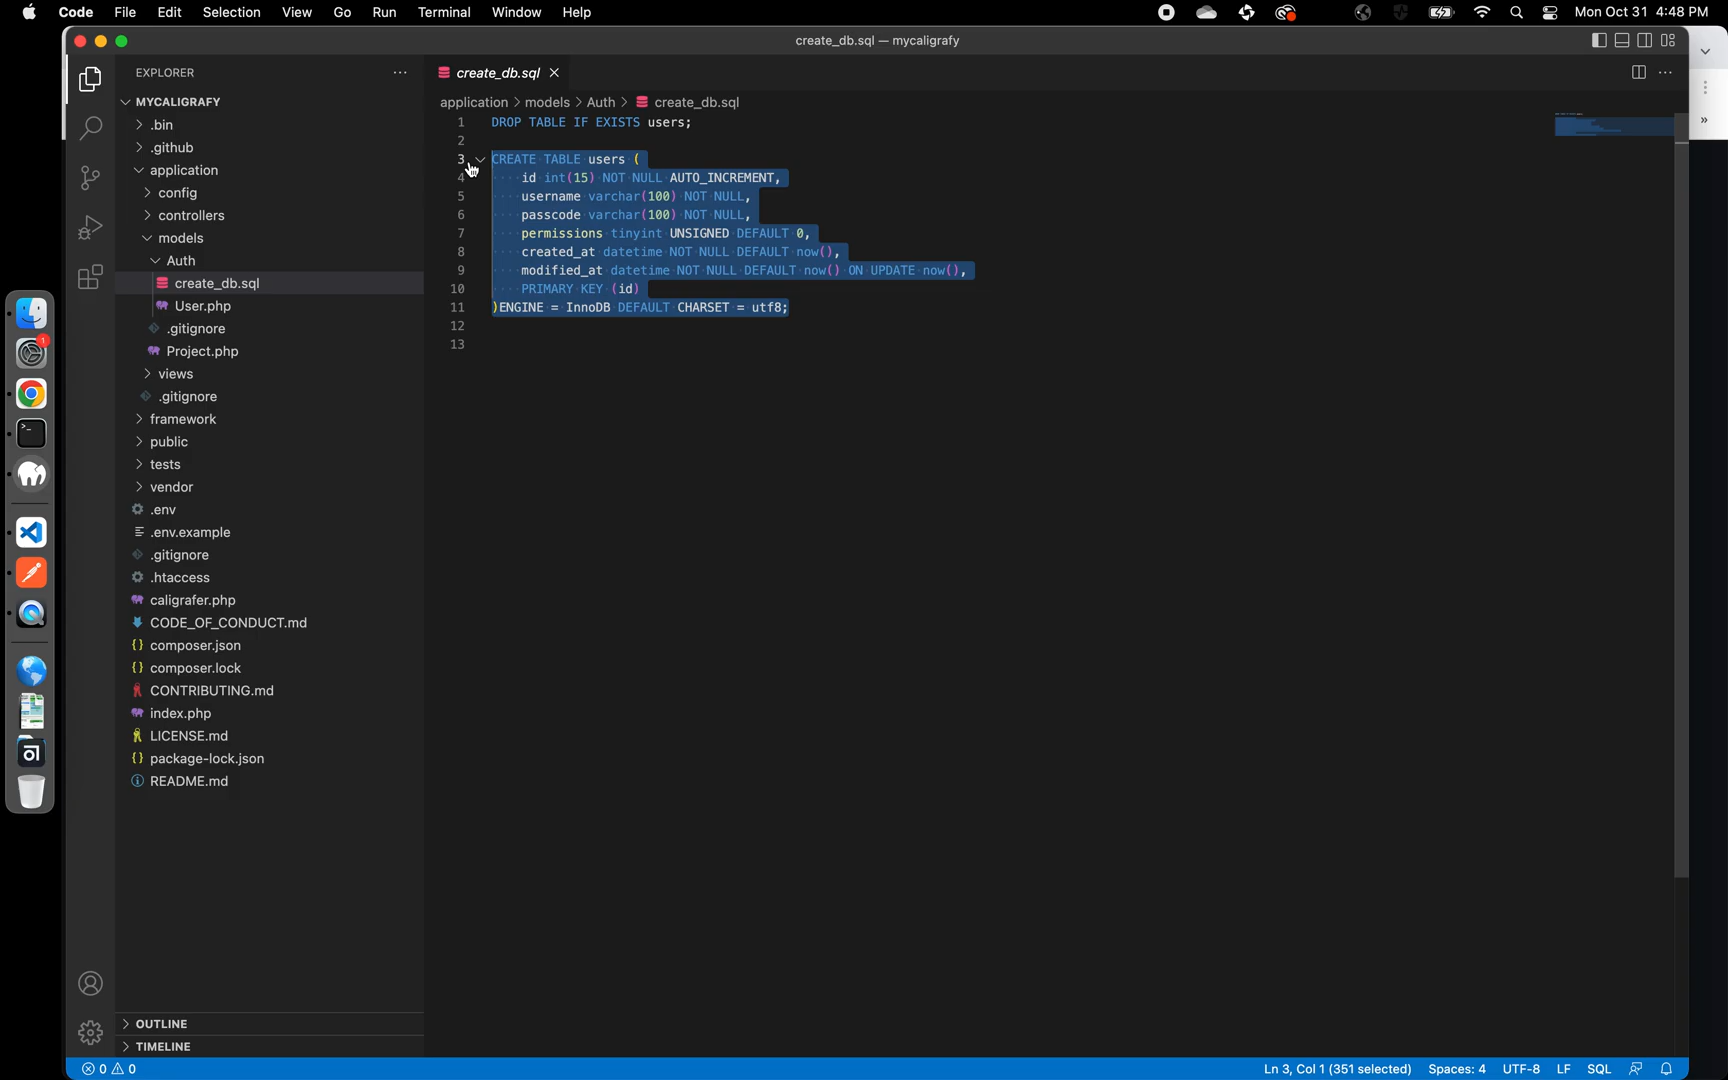 Code File Edit Selection View Go Run Terminal Window Help Mon Oct 31 4:48 PM
create_db.sql — mycaligrafy
EXPLORER
MYCALIGRAFY
.bin
.github
application
config
controllers
models
Auth
create_db.sql
User.php
.gitignore
Project.php
views
.gitignore
framework
public
tests
vendor
.env
.env.example
.gitignore
.htaccess
caligrafer.php
CODE_OF_CONDUCT.md
composer.json
composer.lock
CONTRIBUTING.md
index.php
LICENSE.md
package-lock.json
README.md
OUTLINE
TIMELINE
create_db.sql
application > models > Auth > create_db.sql
1 DROP TABLE IF EXISTS users;
2
3 CREATE TABLE users (
4 id int(15) NOT NULL AUTO_INCREMENT,
5 username varchar(100) NOT NULL,
6 passcode varchar(100) NOT NULL,
7 permissions tinyint UNSIGNED DEFAULT 0,
8 created_at datetime NOT NULL DEFAULT now(),
9 modified_at datetime NOT NULL DEFAULT now() ON UPDATE now(),
10 PRIMARY KEY (id)
11 )ENGINE = InnoDB DEFAULT CHARSET = utf8;
12
13
0 0 Ln 3, Col 1 (351 selected) Spaces: 4 UTF-8 LF SQL
1